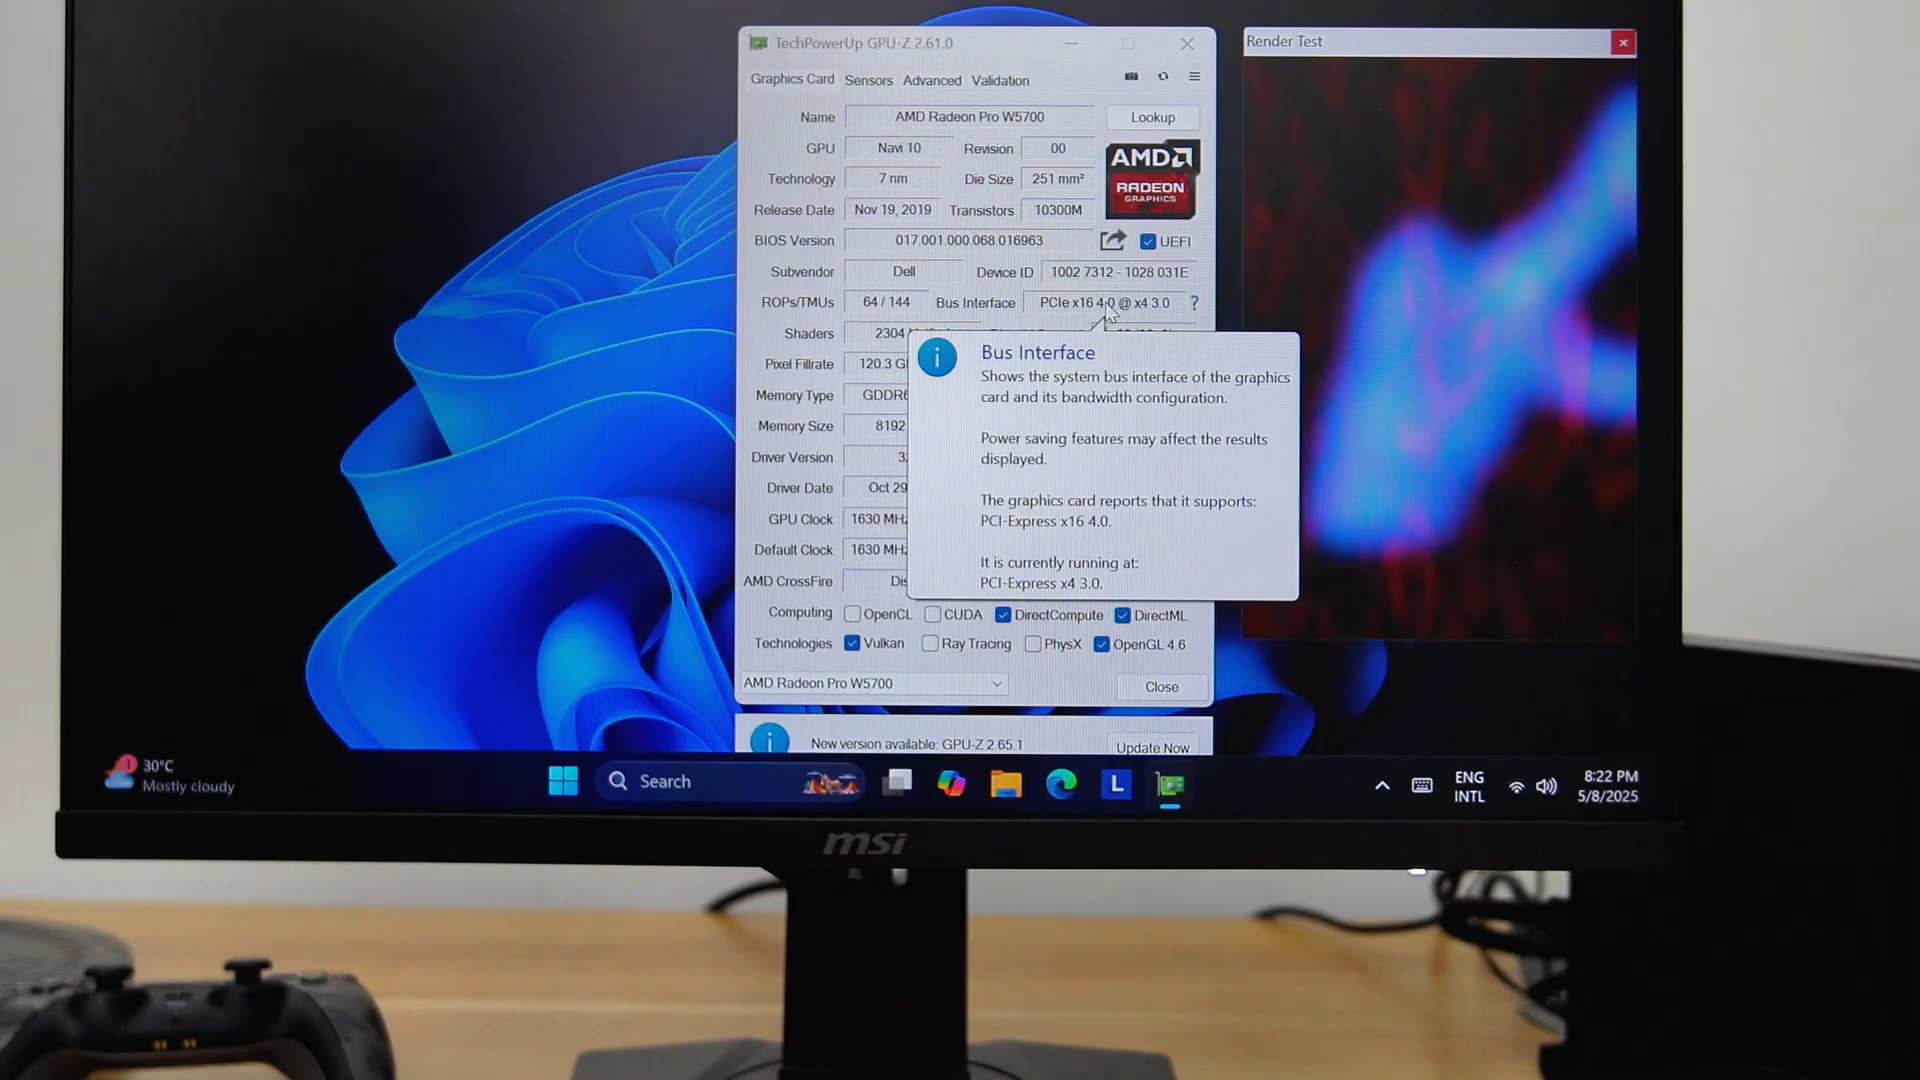 TechPowerUp GPU-Z 2.61.0
Render Test
Graphics Card Sensors Advanced Validation
Name AMD Radeon Pro W5700 Lookup
GPU Navi 10 Revision 00
AMD
RADEON
GRAPHICS
Technology 7 nm Die Size 251 mm²
Release Date Nov 19, 2019 Transistors 10300M
BIOS Version 017.001.000.068.016963 UEFI
Subvendor Dell Device ID 1002 7312 - 1028 031E
ROPs/TMUs 64 / 144 Bus Interface PCIe x16 4.0 @ x4 3.0 ?
Shaders 2304
Pixel Fillrate 120.3
Memory Type
Memory Size 8192
Driver Version
Driver Date Oct 29
GPU Clock 1630 MHz
Default Clock 1630 MHz
AMD CrossFire
Bus Interface
Shows the system bus interface of the graphics
card and its bandwidth configuration.
Power saving features may affect the results
displayed.
The graphics card reports that it supports:
PCI-Express x16 4.0.
It is currently running at:
PCI-Express x4 3.0.
Computing OpenCL CUDA DirectCompute DirectML
Technologies Vulkan Ray Tracing PhysX OpenGL 4.6
AMD Radeon Pro W5700 Close
New version available: GPU-Z 2.65.1 Update Now
1
30°C
Mostly cloudy
Search
L
ENG
INTL
8:22 PM
5/8/2025
msi